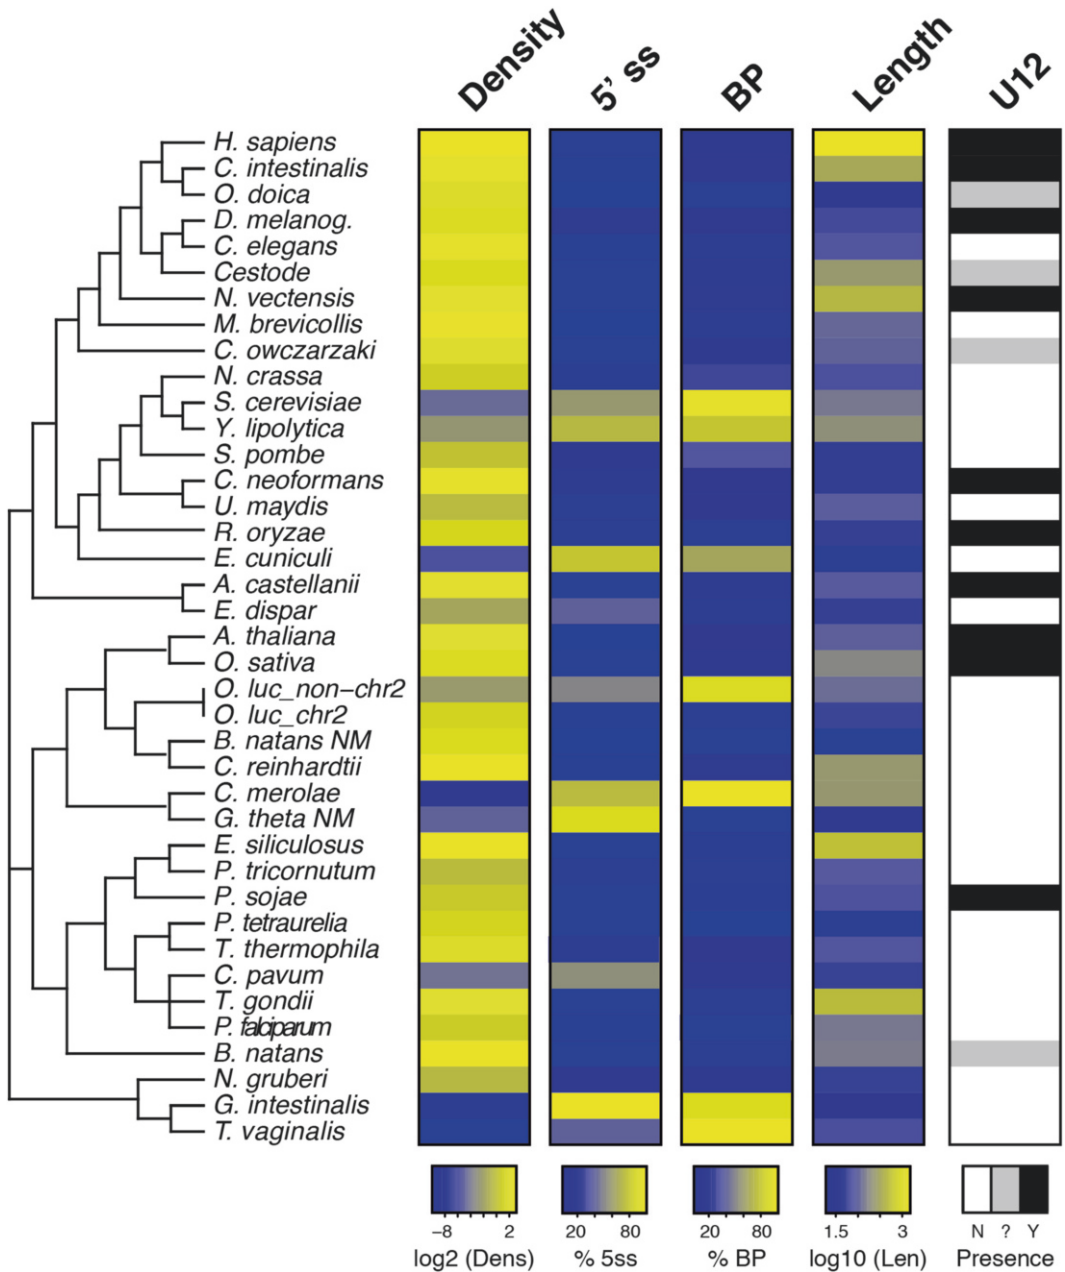 Density 5' ss BP Length U12
H. sapiens
C. intestinalis
O. doica
D. melanog.
C. elegans
Cestode
N. vectensis
M. brevicollis
C. owczarzaki
N. crassa
S. cerevisiae
Y. lipolytica
S. pombe
C. neoformans
U. maydis
R. oryzae
E. cuniculi
A. castellanii
E. dispar
A. thaliana
O. sativa
O. luc_non−chr2
O. luc_chr2
B. natans NM
C. reinhardtii
C. merolae
G. theta NM
E. siliculosus
P. tricornutum
P. sojae
P. tetraurelia
T. thermophila
C. pavum
T. gondii
P. falciparum
B. natans
N. gruberi
G. intestinalis
T. vaginalis
−8 2 20 80 20 80 1.5 3 N ? Y
log2 (Dens) % 5ss % BP log10 (Len) Presence